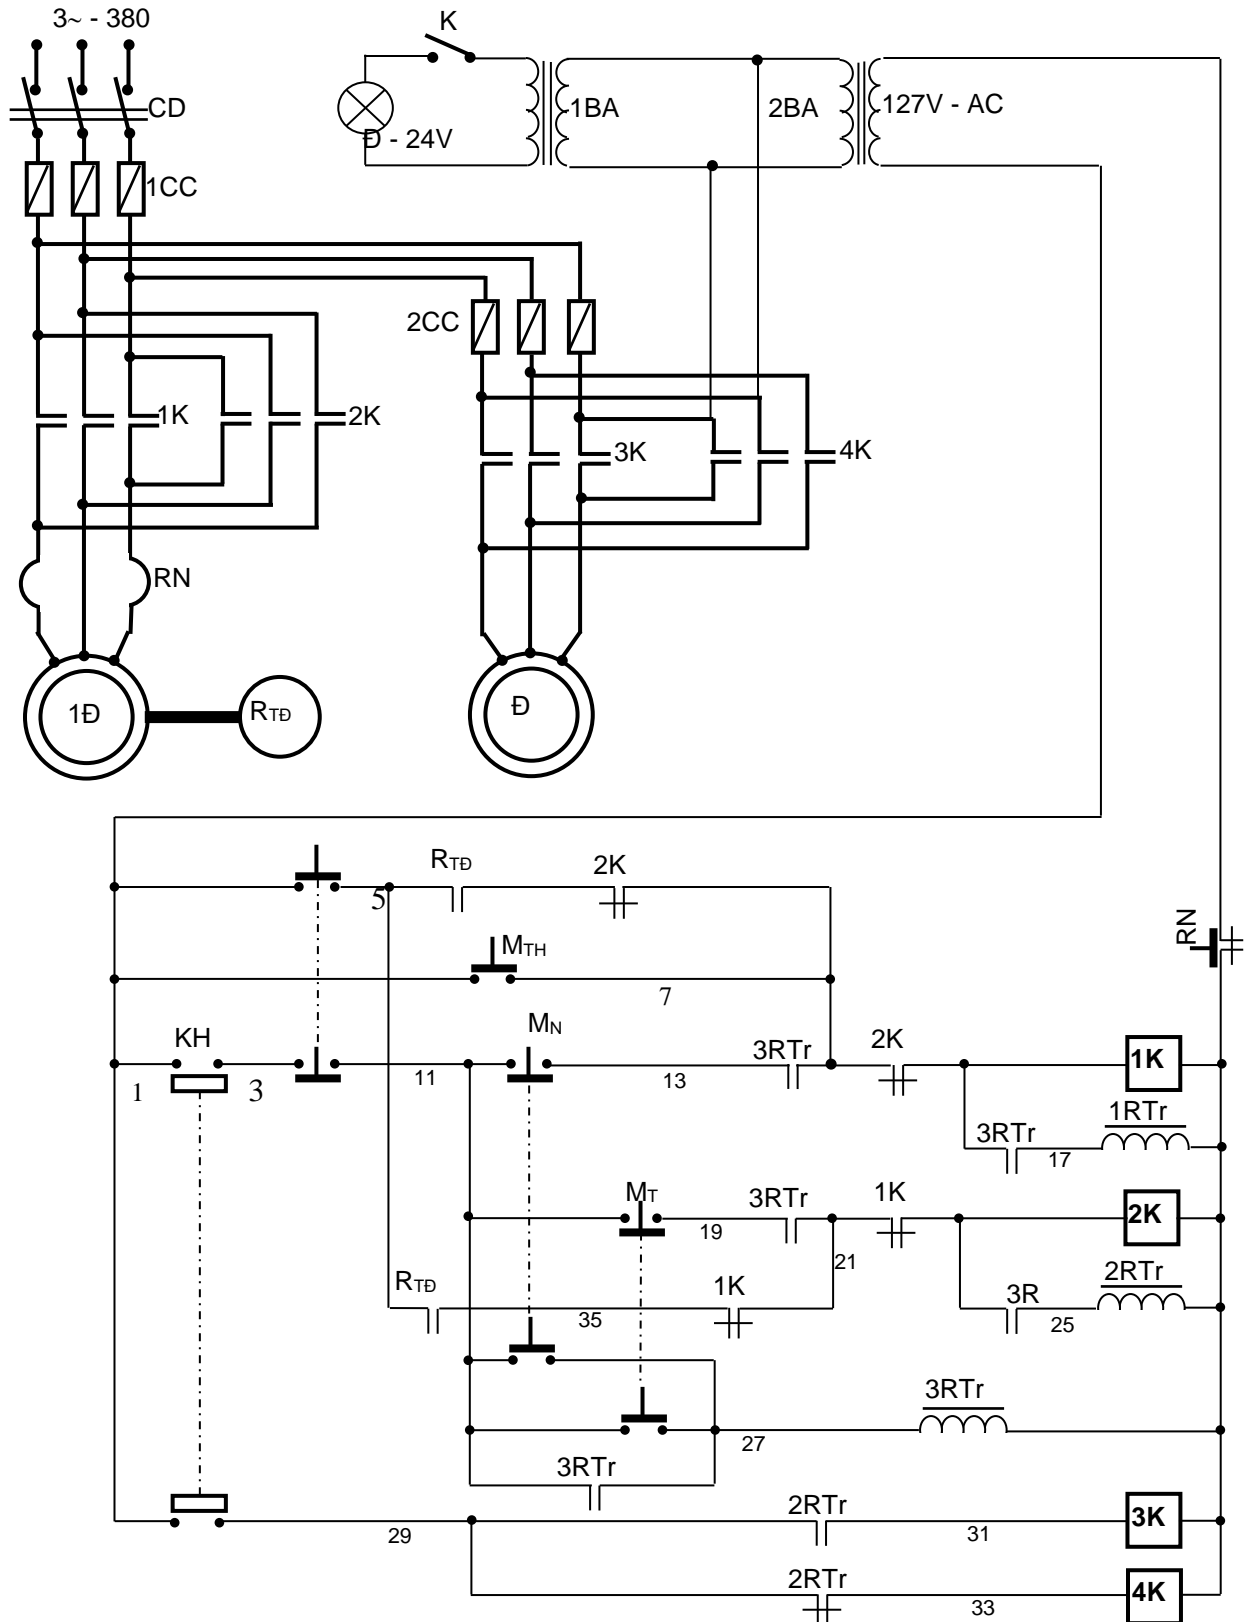 3~ - 380
K
CD
1BA
2BA
127V - AC
Đ - 24V
1CC
2CC
1K
2K
3K
4K
RN
1Đ
RTĐ
Đ
RTĐ
2K
5
MTH
RN
7
KH
MN
3RTr
2K
1K
1
3
11
13
1RTr
3RTr
17
MT
3RTr
1K
2K
19
21
RTĐ
1K
2RTr
3R
35
25
3RTr
27
3RTr
2RTr
3K
29
31
2RTr
4K
33